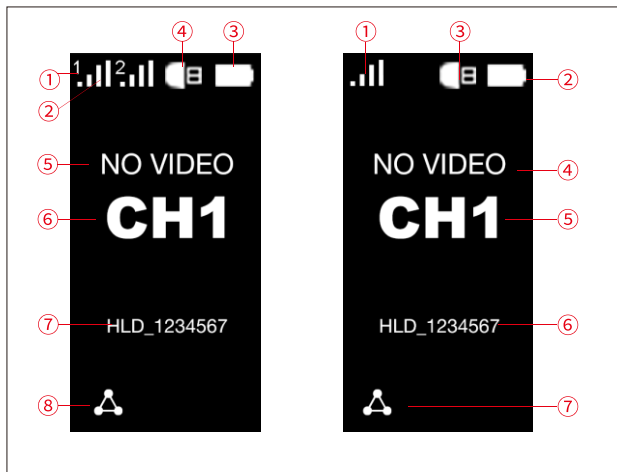 ④ ③
① 1 2
②
⑤ NO VIDEO
⑥ CH1
⑦ HLD_1234567
⑧
① ③
②
NO VIDEO ④
CH1 ⑤
HLD_1234567 ⑥
⑦